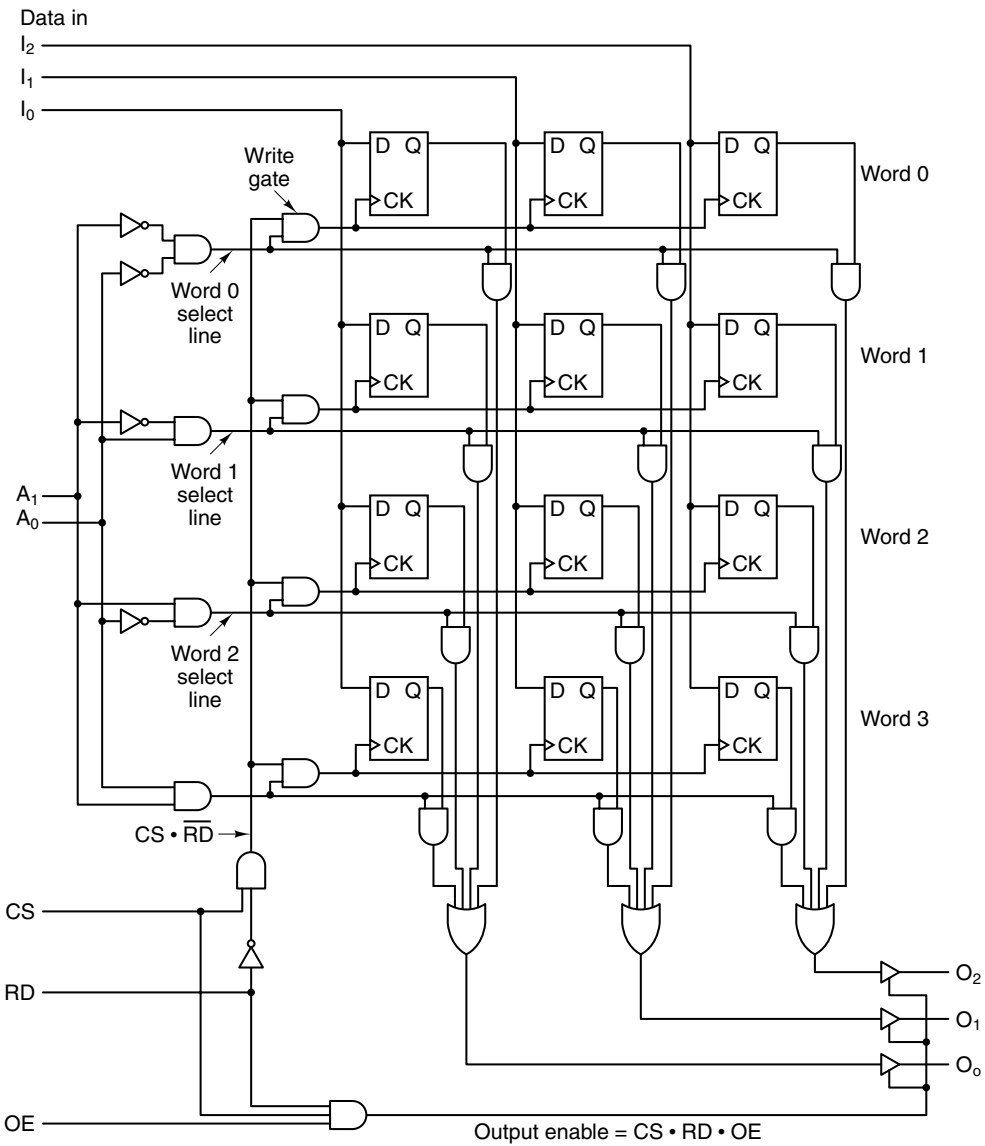 Data in
I₂
I₁
I₀
D Q
CK
D Q
CK
D Q
CK
Word 0
Write
gate
Word 0
select
line
D Q
CK
D Q
CK
D Q
CK
Word 1
Word 1
select
line
A₁
A₀
D Q
CK
D Q
CK
D Q
CK
Word 2
Word 2
select
line
D Q
CK
D Q
CK
D Q
CK
Word 3
CS • R̅D̅
CS
RD
OE
O₂
O₁
Oₒ
Output enable = CS • RD • OE